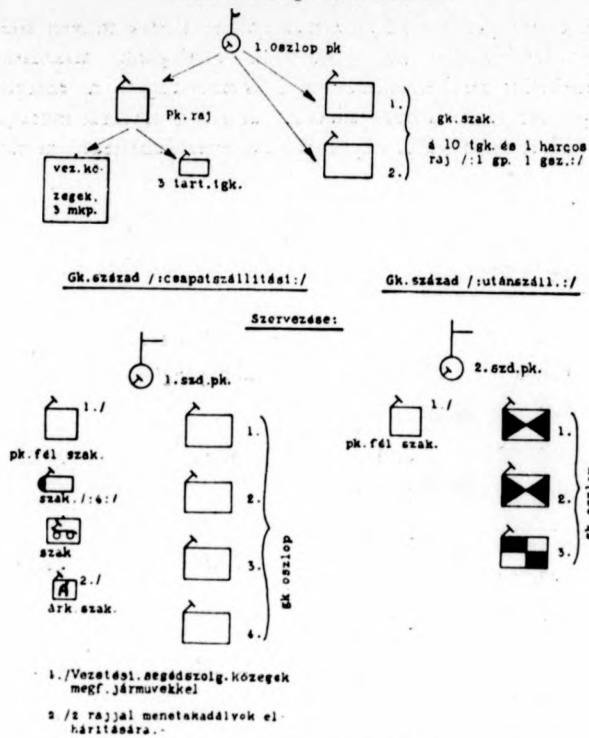 1.Oszlop pk
Pk.raj
1.
gk.szak.
á 10 tgk.és 1 harcos
raj /:1 gp. 1 gsz.:/
2.
vez.kö-
zegek.
3 mkp.
3 tart.tgk.
Gk.század /:csapatszállitási:/
Gk.század /:utánszáll.:/
Szervezése:
1.szd.pk.
2.szd.pk.
1./
pk.fél szak.
szak./:6:/
szak
2./
árk.szak.
1.
2.
3.
4.
gk oszlop
1./
pk.fél szak.
1.
2.
3.
1./Vezetési.segédszolg.közegek
megf.jármuvekkel
2./2 rajjal menetakadályok el-
hárítására.-